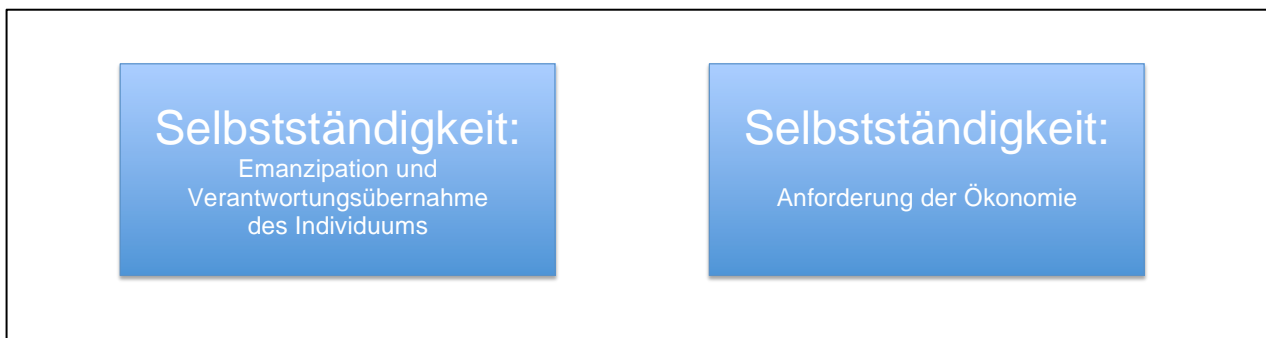 Selbstständigkeit:
Emanzipation und
Verantwortungsübernahme
des Individuums
Selbstständigkeit:
Anforderung der Ökonomie